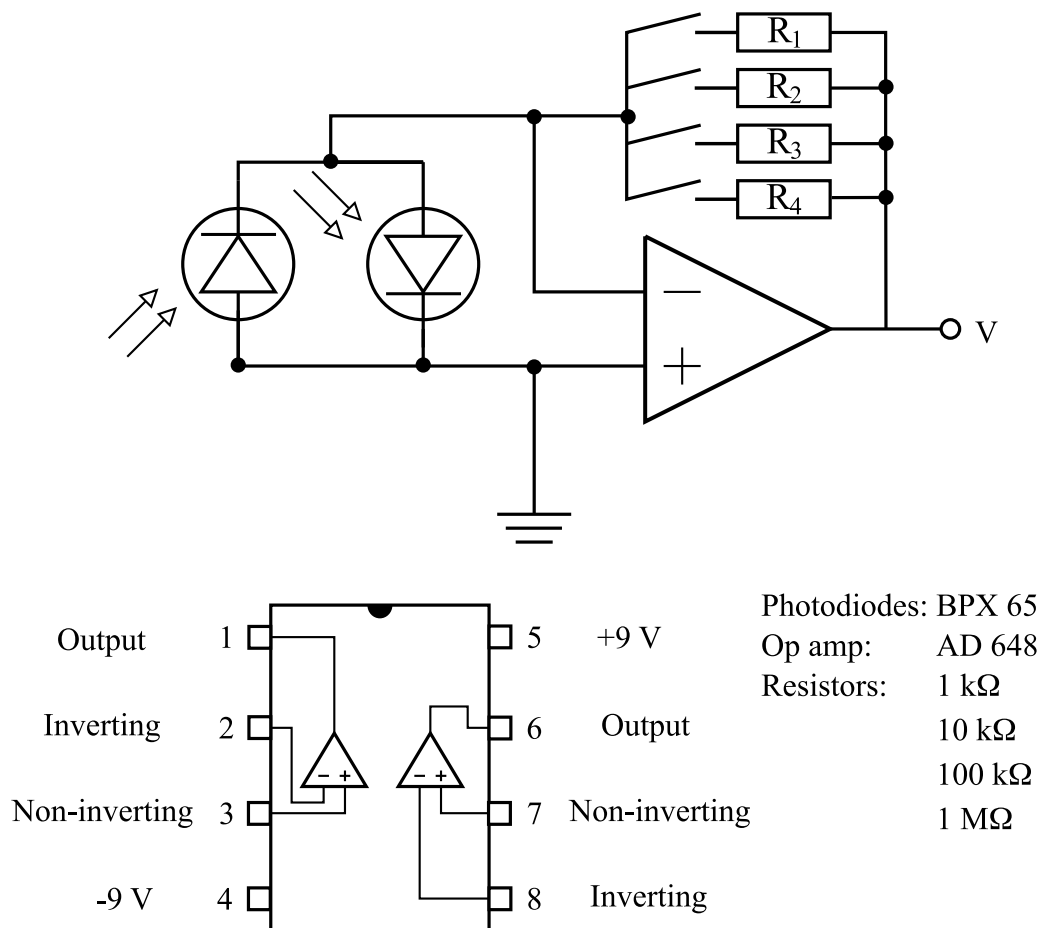 R1
R2
R3
R4
−
+
V
Output 1
5 +9 V
Inverting 2
6 Output
- +
- +
Non-inverting 3
7 Non-inverting
-9 V 4
8 Inverting
Photodiodes: BPX 65
Op amp: AD 648
Resistors: 1 kΩ
10 kΩ
100 kΩ
1 MΩ